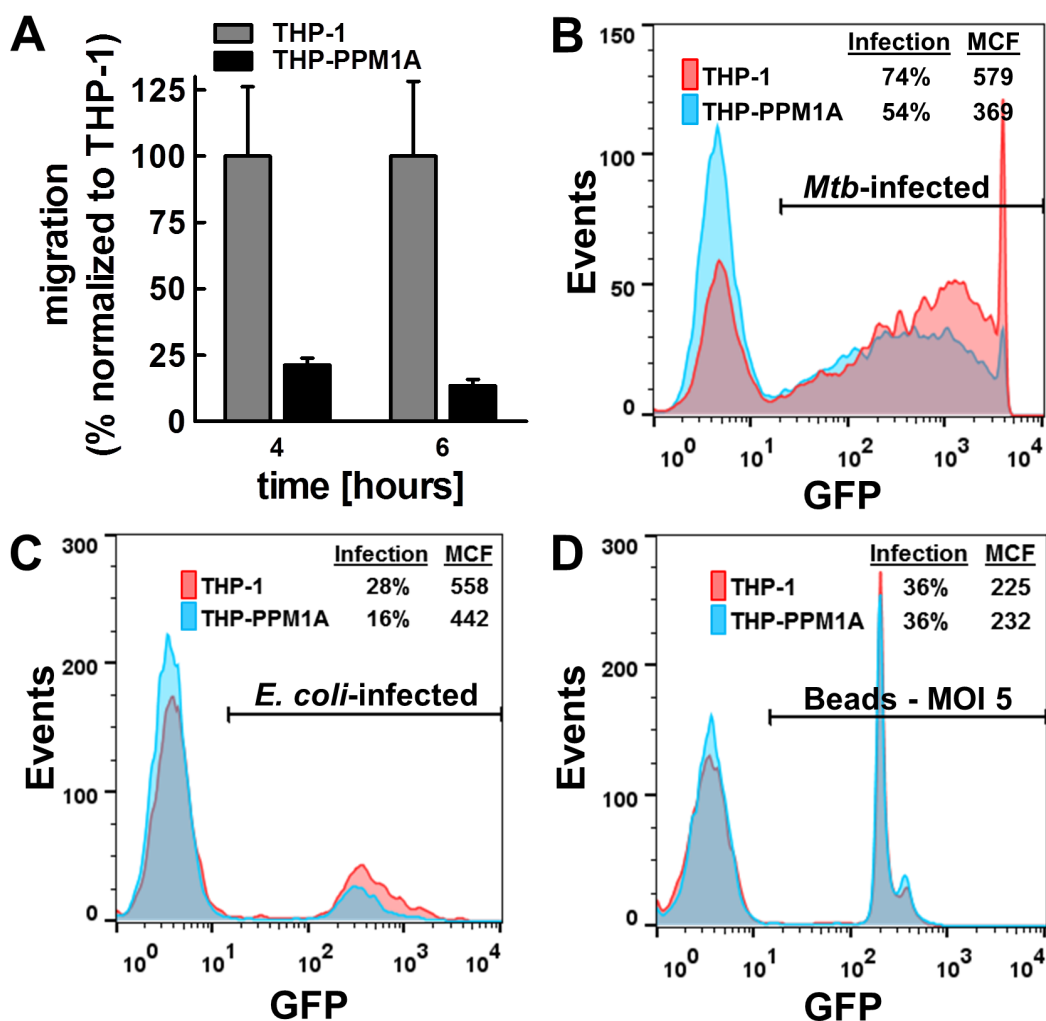 A
THP-1
THP-PPM1A
migration
(% normalized to THP-1)
125
100
75
50
25
0
4
6
time [hours]
B
Infection MCF
THP-1 74% 579
THP-PPM1A 54% 369
Mtb-infected
Events
150
100
50
0
10^0 10^1 10^2 10^3 10^4
GFP
C
Infection MCF
THP-1 28% 558
THP-PPM1A 16% 442
E. coli-infected
Events
300
200
100
0
10^0 10^1 10^2 10^3 10^4
GFP
D
Infection MCF
THP-1 36% 225
THP-PPM1A 36% 232
Beads - MOI 5
Events
300
200
100
0
10^0 10^1 10^2 10^3 10^4
GFP